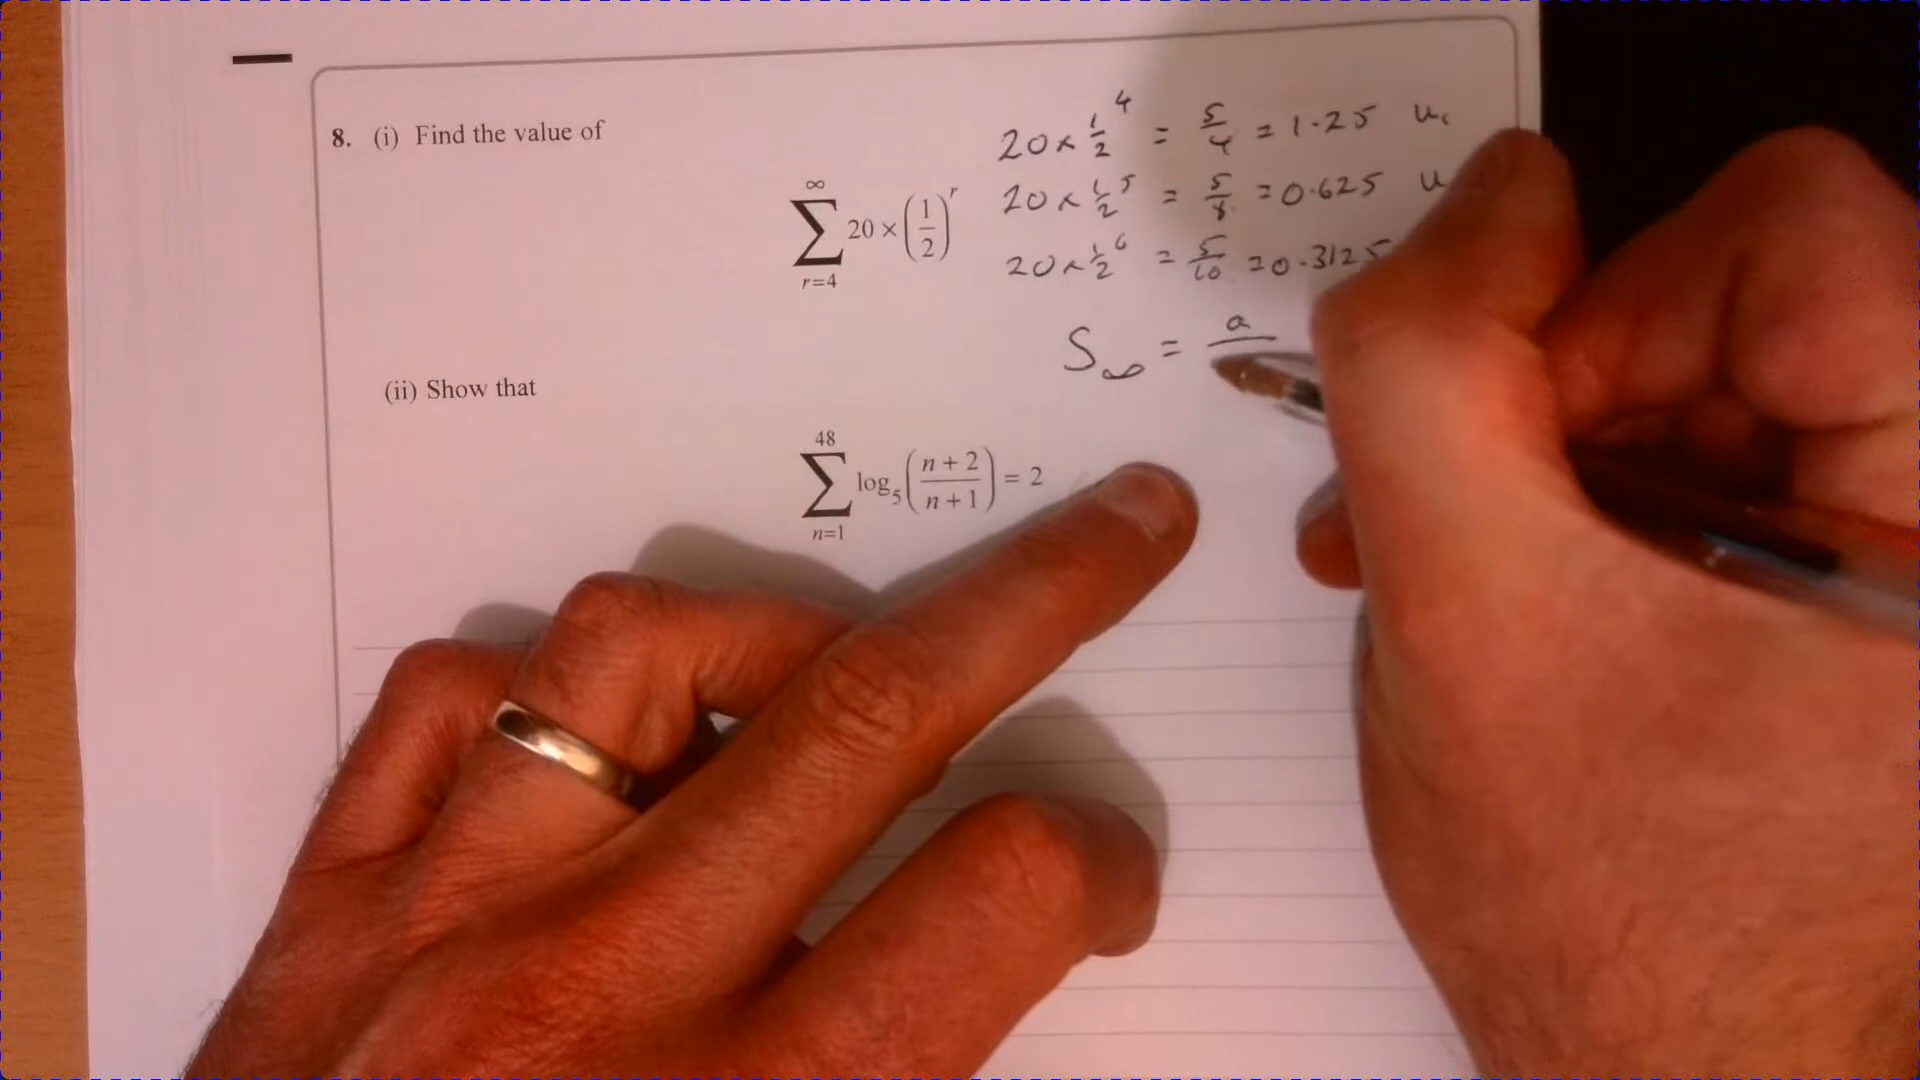 8. (i) Find the value of
∞
∑ 20 × (1/2)^r
r=4
20 × 1/2^4 = 5/4 = 1.25 u₁
20 × 1/2^5 = 5/8 = 0.625 u
20 × 1/2^6 = 5/16 = 0.3125
S∞ = a
(ii) Show that
48
∑ log₅((n + 2)/(n + 1)) = 2
n=1